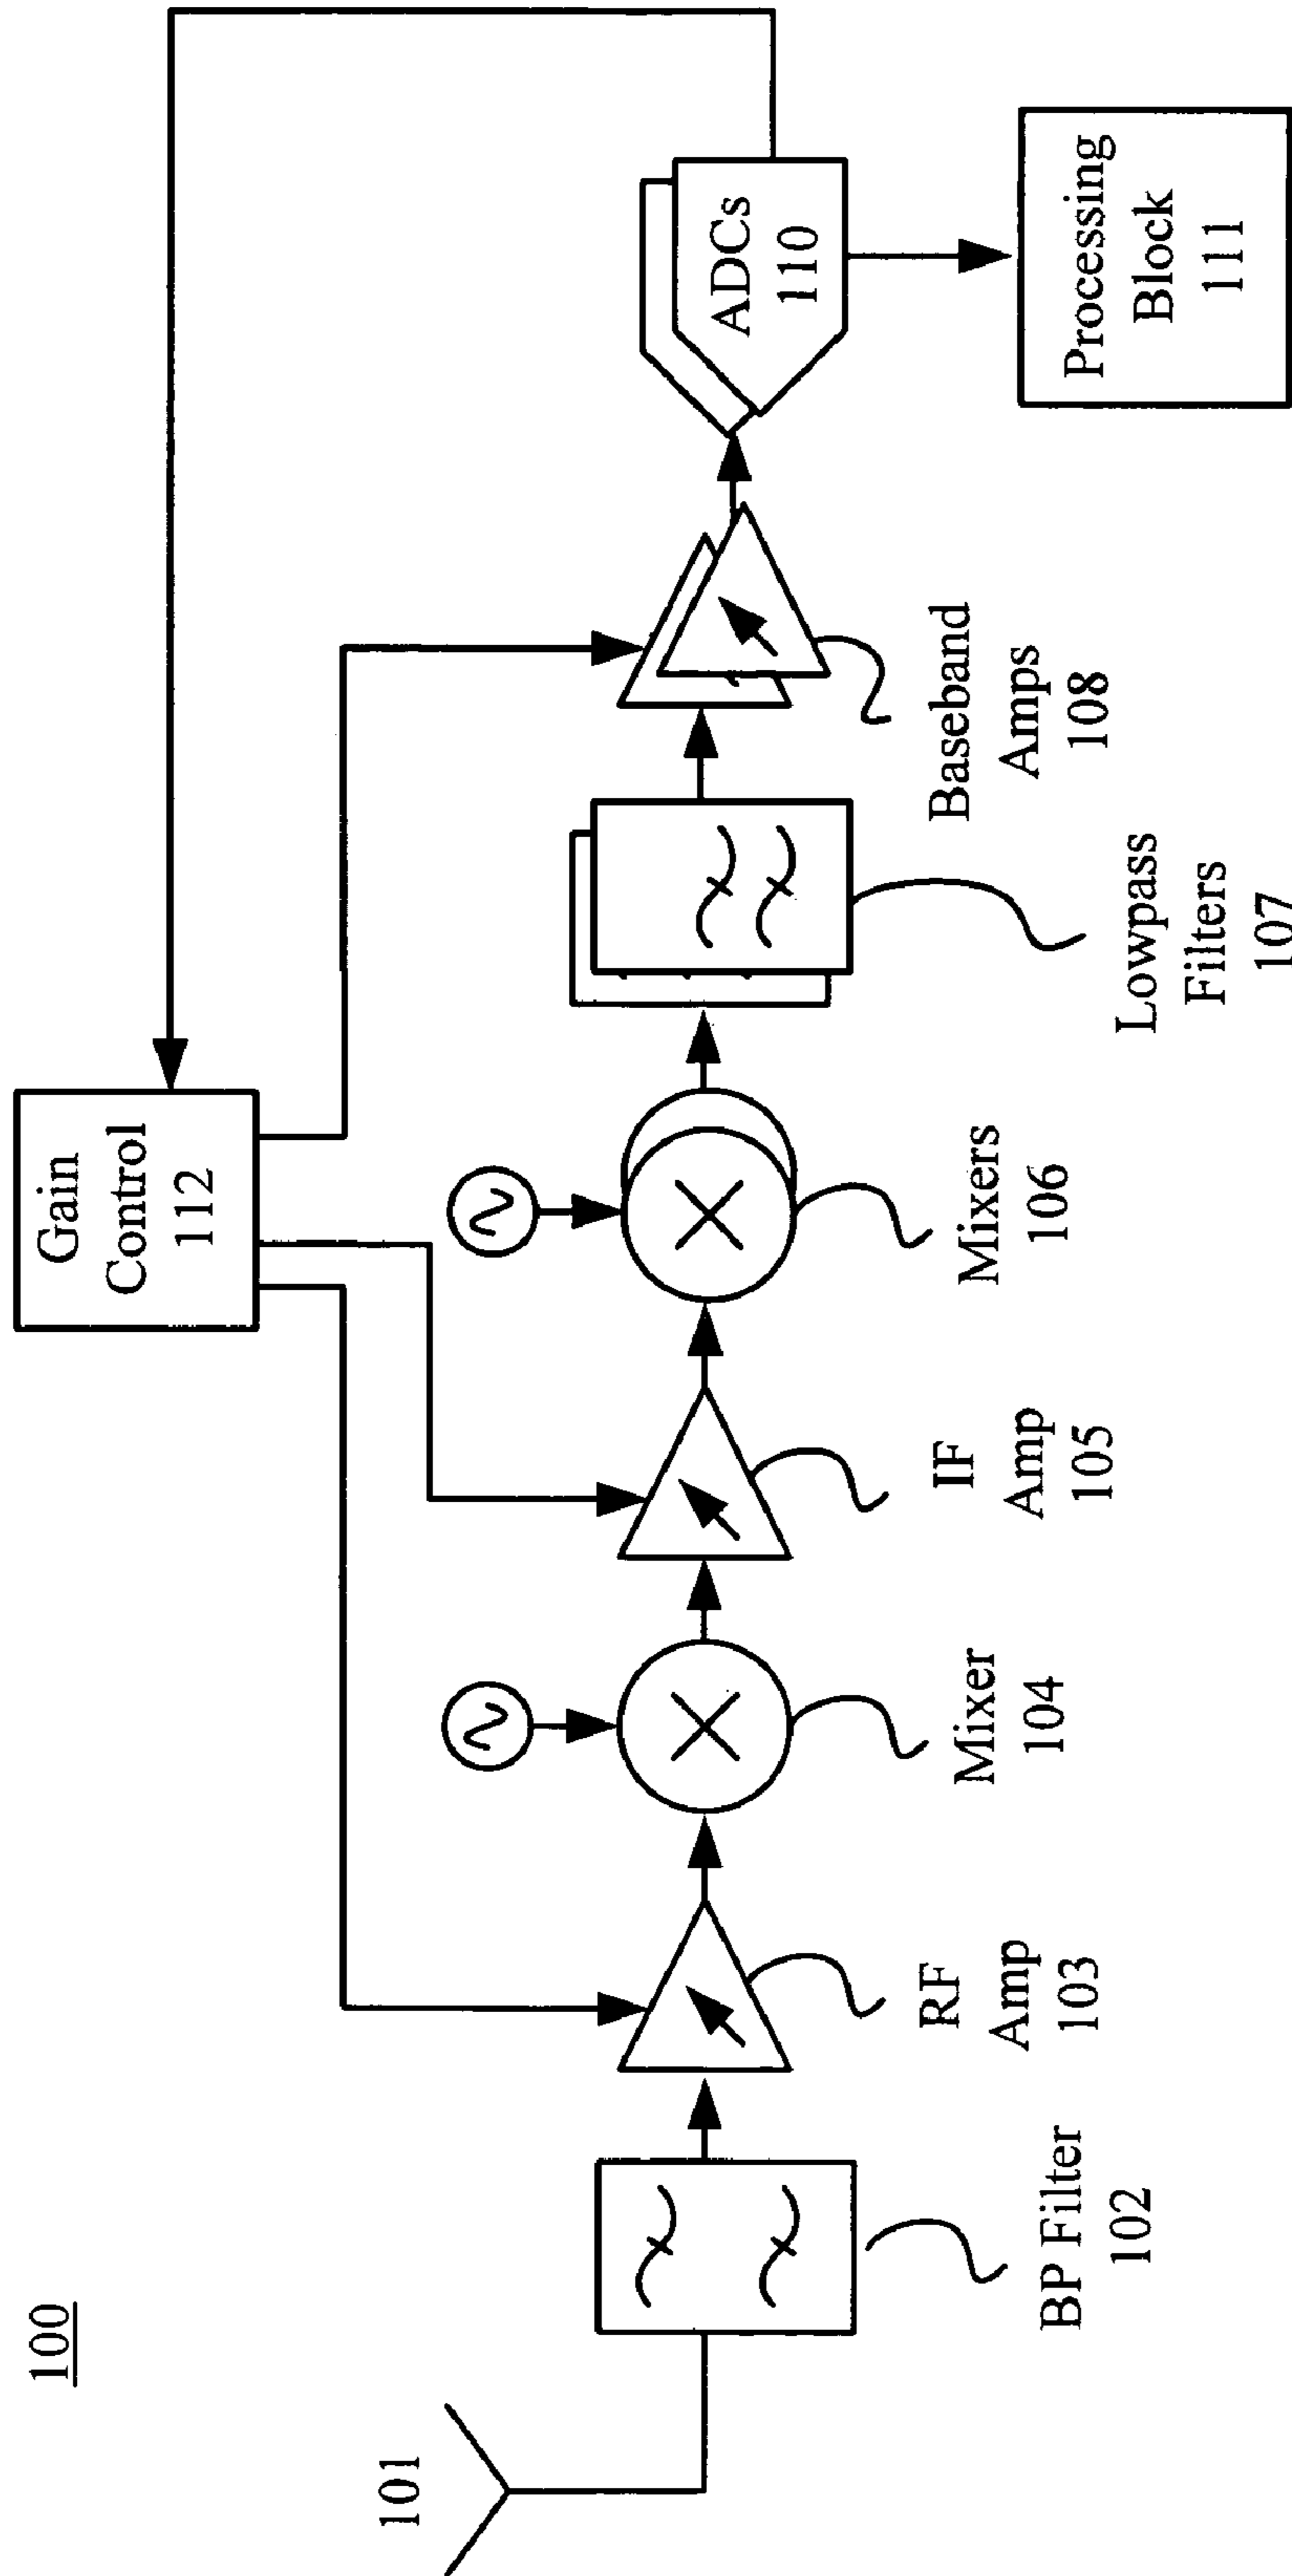 100
101
Gain
Control
112
ADCs
110
Processing
Block
111
BP Filter
102
RF
Amp
103
Mixer
104
IF
Amp
105
Mixers
106
Lowpass
Filters
107
Baseband
Amps
108